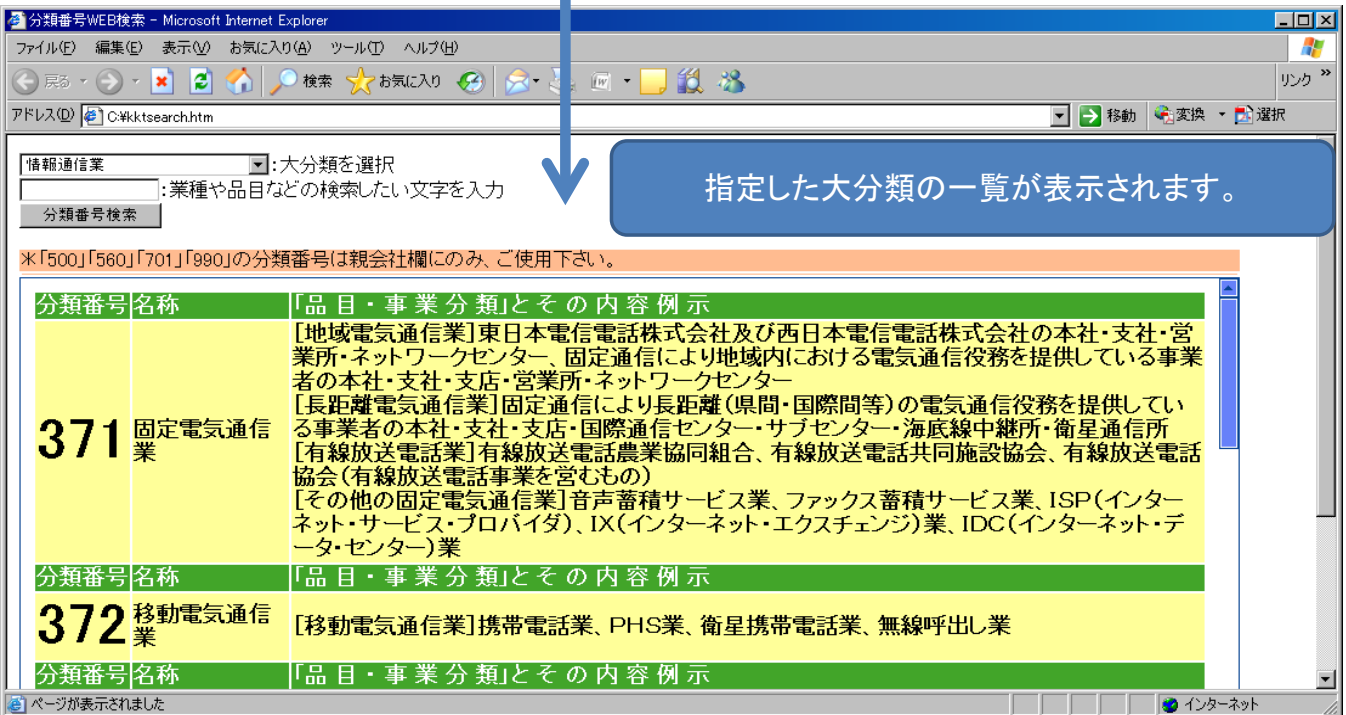 分類番号WEB検索 - Microsoft Internet Explorer
ファイル(F) 編集(E) 表示(V) お気に入り(A) ツール(T) ヘルプ(H)
戻る 検索 お気に入り リンク »
アドレス(D) C:¥kktsearch.htm 移動 変換 選択
情報通信業 :大分類を選択
:業種や品目などの検索したい文字を入力
分類番号検索
指定した大分類の一覧が表示されます。
※「500」「560」「701」「990」の分類番号は親会社欄にのみ、ご使用下さい。
分類番号 名称 「品目・事業分類」とその内容例示
371 固定電気通信業
[地域電気通信業]東日本電信電話株式会社及び西日本電信電話株式会社の本社・支社・営
業所・ネットワークセンター、固定通信により地域内における電気通信役務を提供している事業
者の本社・支社・支店・営業所・ネットワークセンター
[長距離電気通信業]固定通信により長距離(県間・国際間等)の電気通信役務を提供してい
る事業者の本社・支社・支店・国際通信センター・サブセンター・海底線中継所・衛星通信所
[有線放送電話業]有線放送電話農業協同組合、有線放送電話共同施設協会、有線放送電話
協会(有線放送電話事業を営むもの)
[その他の固定電気通信業]音声蓄積サービス業、ファックス蓄積サービス業、ISP(インター
ネット・サービス・プロバイダ)、IX(インターネット・エクスチェンジ)業、IDC(インターネット・デ
ータ・センター)業
分類番号 名称 「品目・事業分類」とその内容例示
372 移動電気通信業 [移動電気通信業]携帯電話業、PHS業、衛星携帯電話業、無線呼出し業
分類番号 名称 「品目・事業分類」とその内容例示
ページが表示されました インターネット